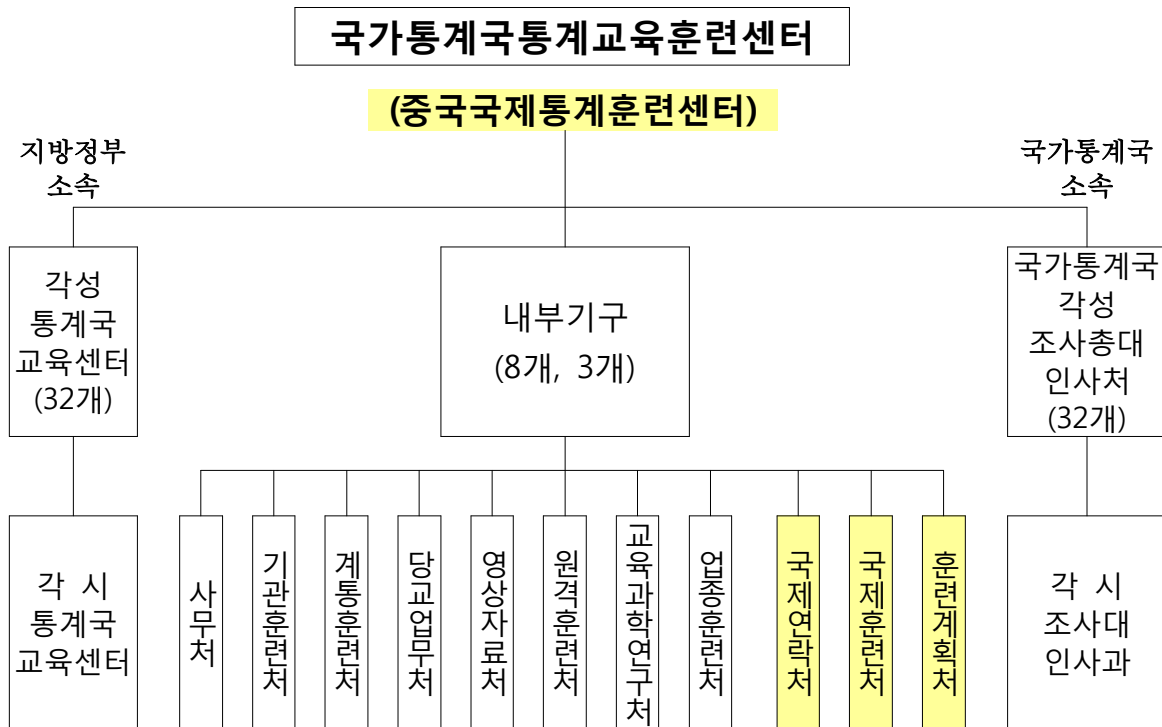 국가통계국통계교육훈련센터
(중국국제통계훈련센터)
지방정부
소속
국가통계국
소속
각성
통계국
교육센터
(32개)
내부기구
(8개, 3개)
국가통계국
각성
조사총대
인사처
(32개)
각 시
통계국
교육센터
사무처
기관훈련처
계통훈련처
당교업무처
영상자료처
원격훈련처
교육과학연구처
업종훈련처
국제연락처
국제훈련처
훈련계획처
각 시
조사대
인사과